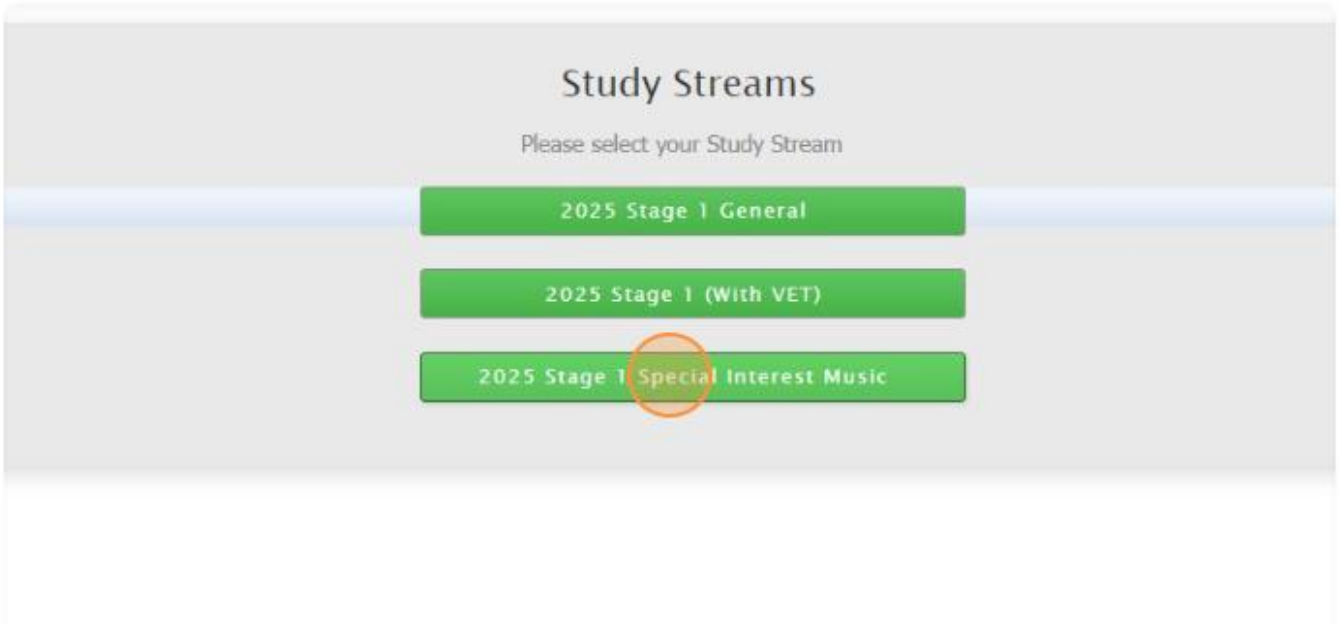 Study Streams
Please select your Study Stream
2025 Stage 1 General
2025 Stage 1 (With VET)
2025 Stage 1 Special Interest Music